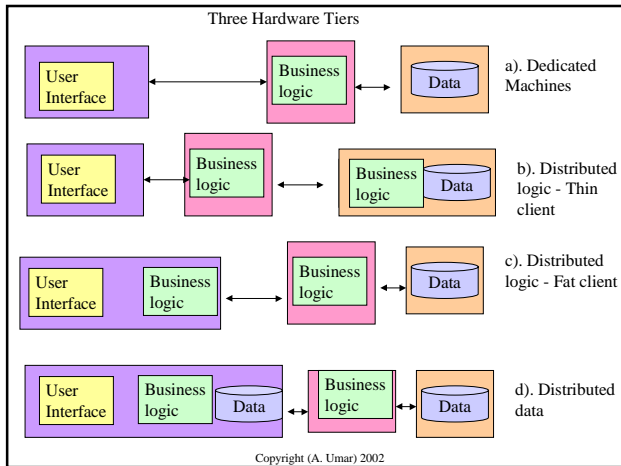 Three Hardware Tiers
User
Interface
Business
logic
Data
a). Dedicated
Machines
User
Interface
Business
logic
Business
logic
Data
b). Distributed
logic - Thin
client
User
Interface
Business
logic
Business
logic
Data
c). Distributed
logic - Fat client
User
Interface
Business
logic
Data
Business
logic
Data
d). Distributed
data
Copyright (A. Umar) 2002